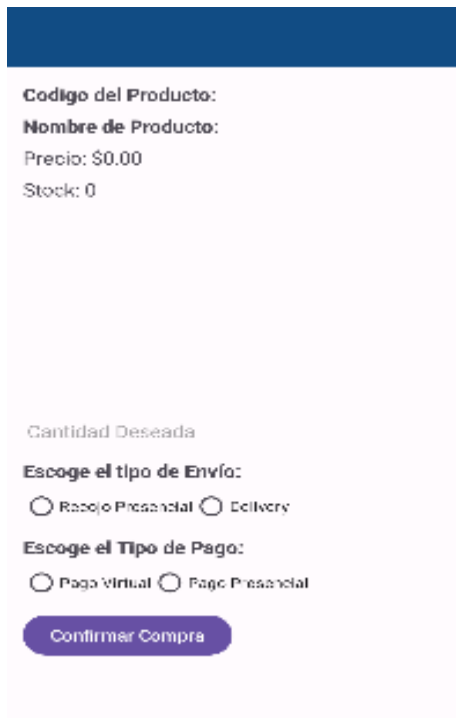 Codigo del Producto:
Nombre de Producto:
Precio: $0.00
Stock: 0
Cantidad Deseada
Escoge el tipo de Envío:
Recojo Presencial Delivery
Escoge el Tipo de Pago:
Pago Virtual Pago Presencial
Confirmar Compra